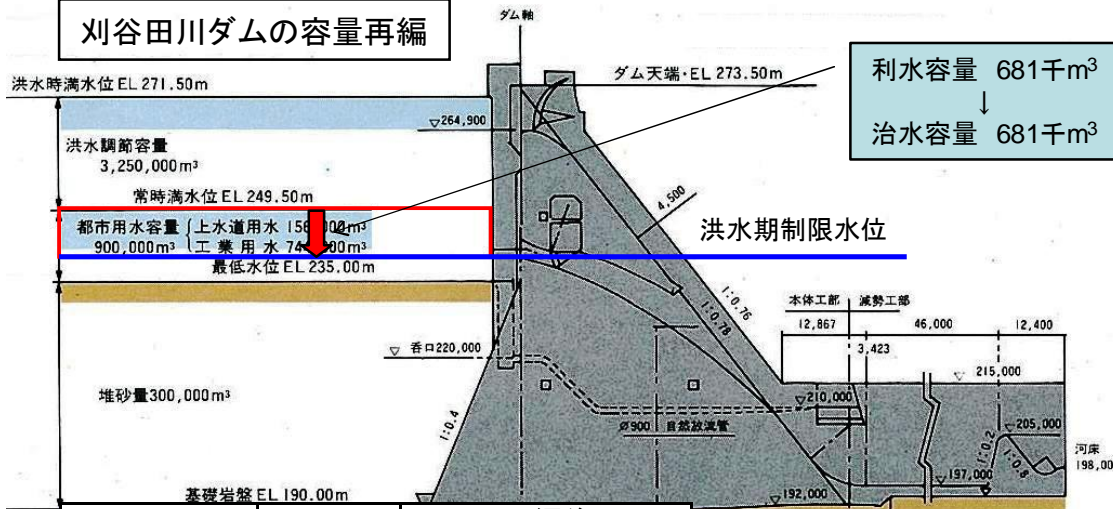 刈谷田川ダムの容量再編
ダム軸
洪水時満水位EL 271.50m
ダム天端・EL 273.50m
利水容量 681千m³
↓
治水容量 681千m³
▽264,900
洪水調節容量
3,250,000m³
常時満水位EL 249.50m
都市用水容量
900,000m³
上水道用水
工業用水
4,500
洪水期制限水位
最低水位EL 235.00m
1:0.76
1:0.78
本体工部
減勢工部
12,867
46,000
12,400
3,423
▽ 呑口220,000
▽ 215,000
堆砂量300,000m³
1:0.4
▽210,000
Ø900 自然放流管
▽205,000
1:0.2
1:0.8
河床
198,00
▽197,000
基礎岩盤EL 190.00m
192,000